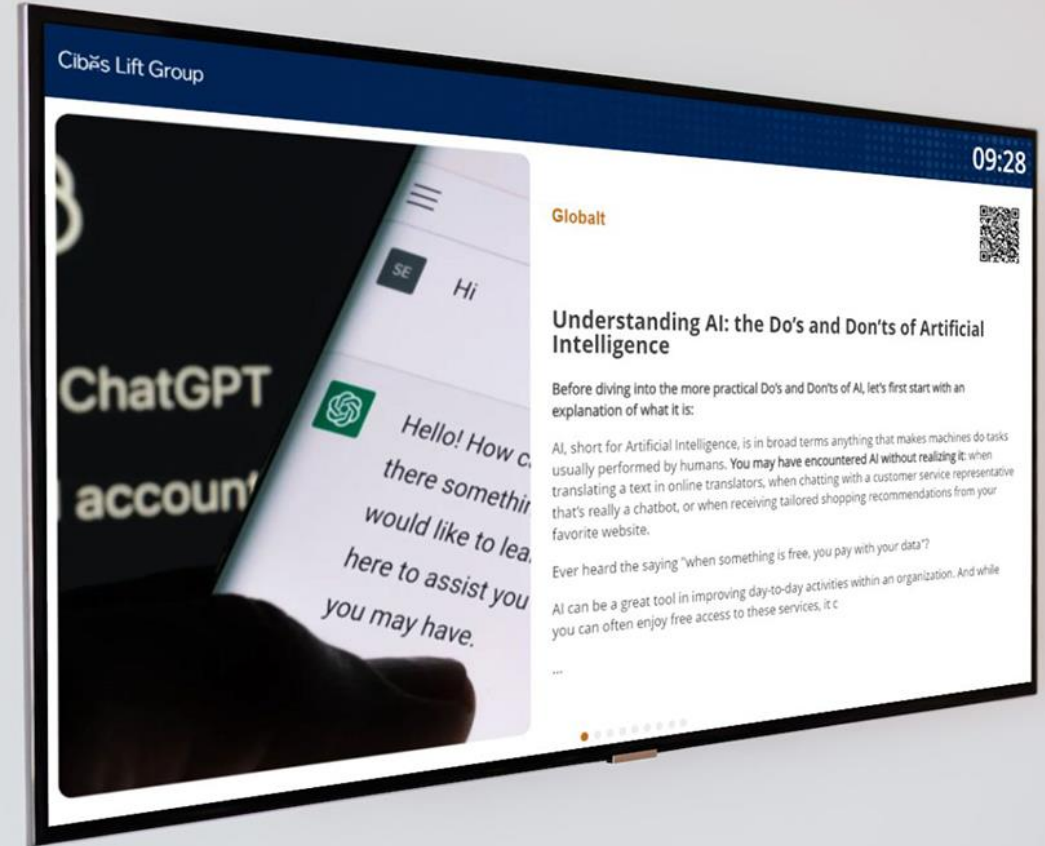 Cibes Lift Group
09:28
ChatGPT
account
SE
Hi
Hello! How c
there somethin
would like to lea
here to assist you
you may have.
Globalt
Understanding AI: the Do's and Don'ts of Artificial
Intelligence
Before diving into the more practical Do's and Don'ts of AI, let's first start with an
explanation of what it is:
AI, short for Artificial Intelligence, is in broad terms anything that makes machines do tasks
usually performed by humans. You may have encountered AI without realizing it: when
translating a text in online translators, when chatting with a customer service representative
that's really a chatbot, or when receiving tailored shopping recommendations from your
favorite website.
Ever heard the saying "when something is free, you pay with your data"?
AI can be a great tool in improving day-to-day activities within an organization. And while
you can often enjoy free access to these services, it c
...